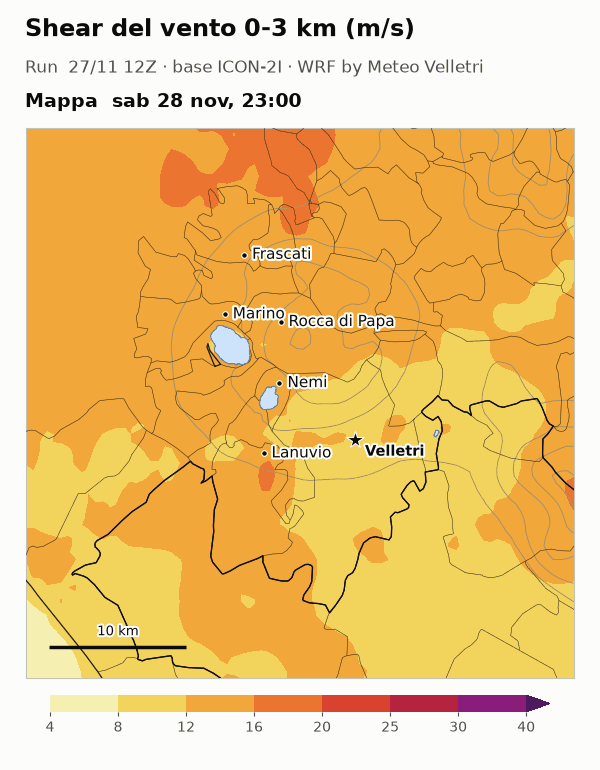 Shear del vento 0-3 km (m/s)
Run  27/11 12Z · base ICON-2I · WRF by Meteo Velletri
Mappa  sab 28 nov, 23:00
Frascati
Marino
Rocca di Papa
Nemi
Velletri
Lanuvio
10 km
4 8 12 16 20 25 30 40